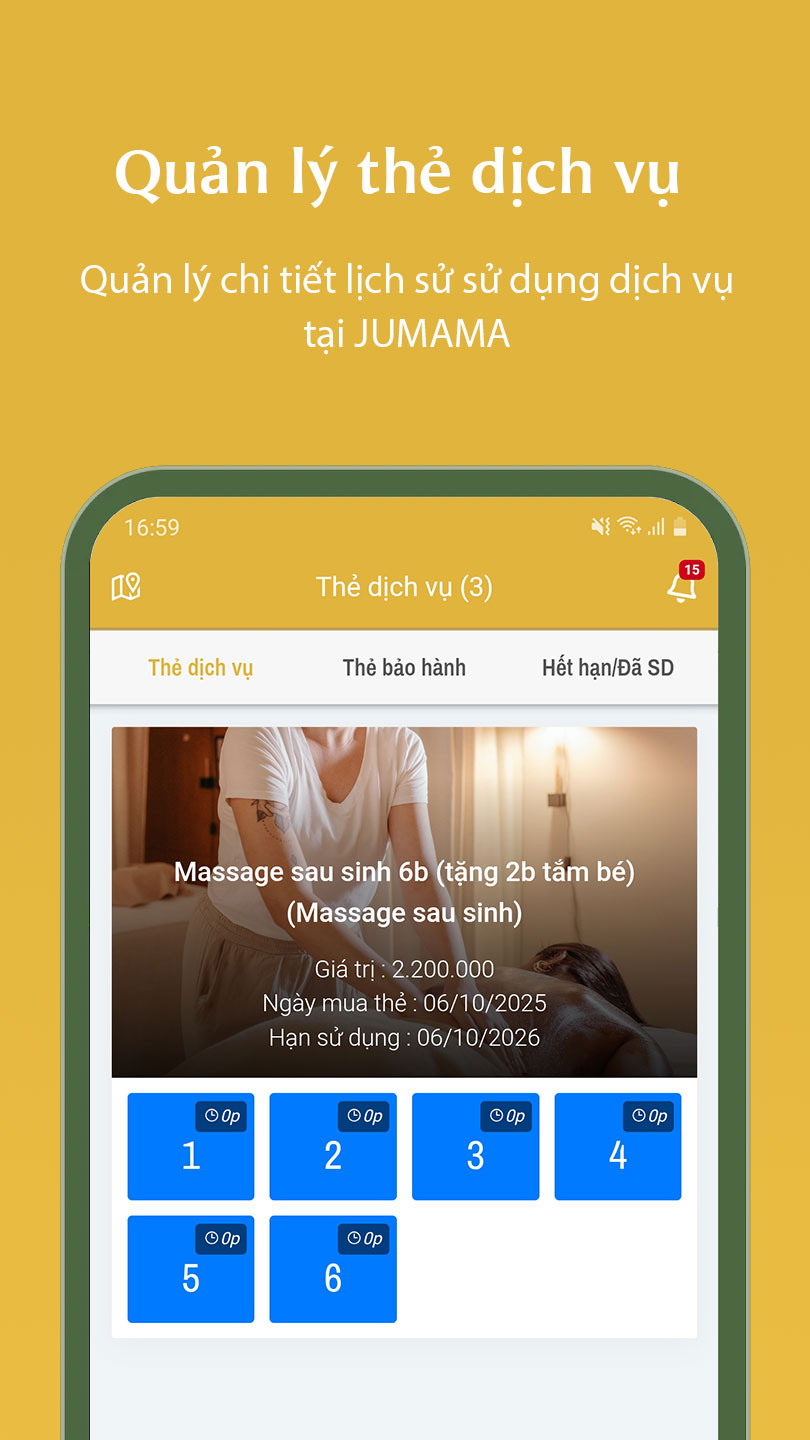 Quản lý thẻ dịch vụ
Quản lý chi tiết lịch sử sử dụng dịch vụ
tại JUMAMA
16:59
Thẻ dịch vụ (3)
15
Thẻ dịch vụ
Thẻ bảo hành
Hết hạn/Đã SD
Massage sau sinh 6b (tặng 2b tắm bé)
(Massage sau sinh)
Giá trị : 2.200.000
Ngày mua thẻ : 06/10/2025
Hạn sử dụng : 06/10/2026
0p
1
0p
2
0p
3
0p
4
0p
5
0p
6